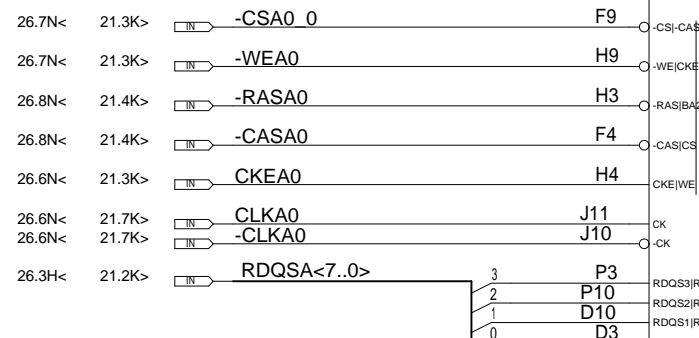 26.7N< 21.3K> IN -CSA0_0 F9 -CS|-CAS
26.7N< 21.3K> IN -WEA0 H9 -WE|CKE
26.8N< 21.4K> IN -RASA0 H3 -RAS|BA2
26.8N< 21.4K> IN -CASA0 F4 -CAS|CS
26.6N< 21.3K> IN CKEA0 H4 CKE|WE
26.6N< 21.7K> IN CLKA0 J11 CK
26.6N< 21.7K> IN -CLKA0 J10 -CK
26.3H< 21.2K> IN RDQSA<7..0> 3 P3 RDQS3|R
2 P10 RDQS2|R
1 D10 RDQS1|R
0 D3